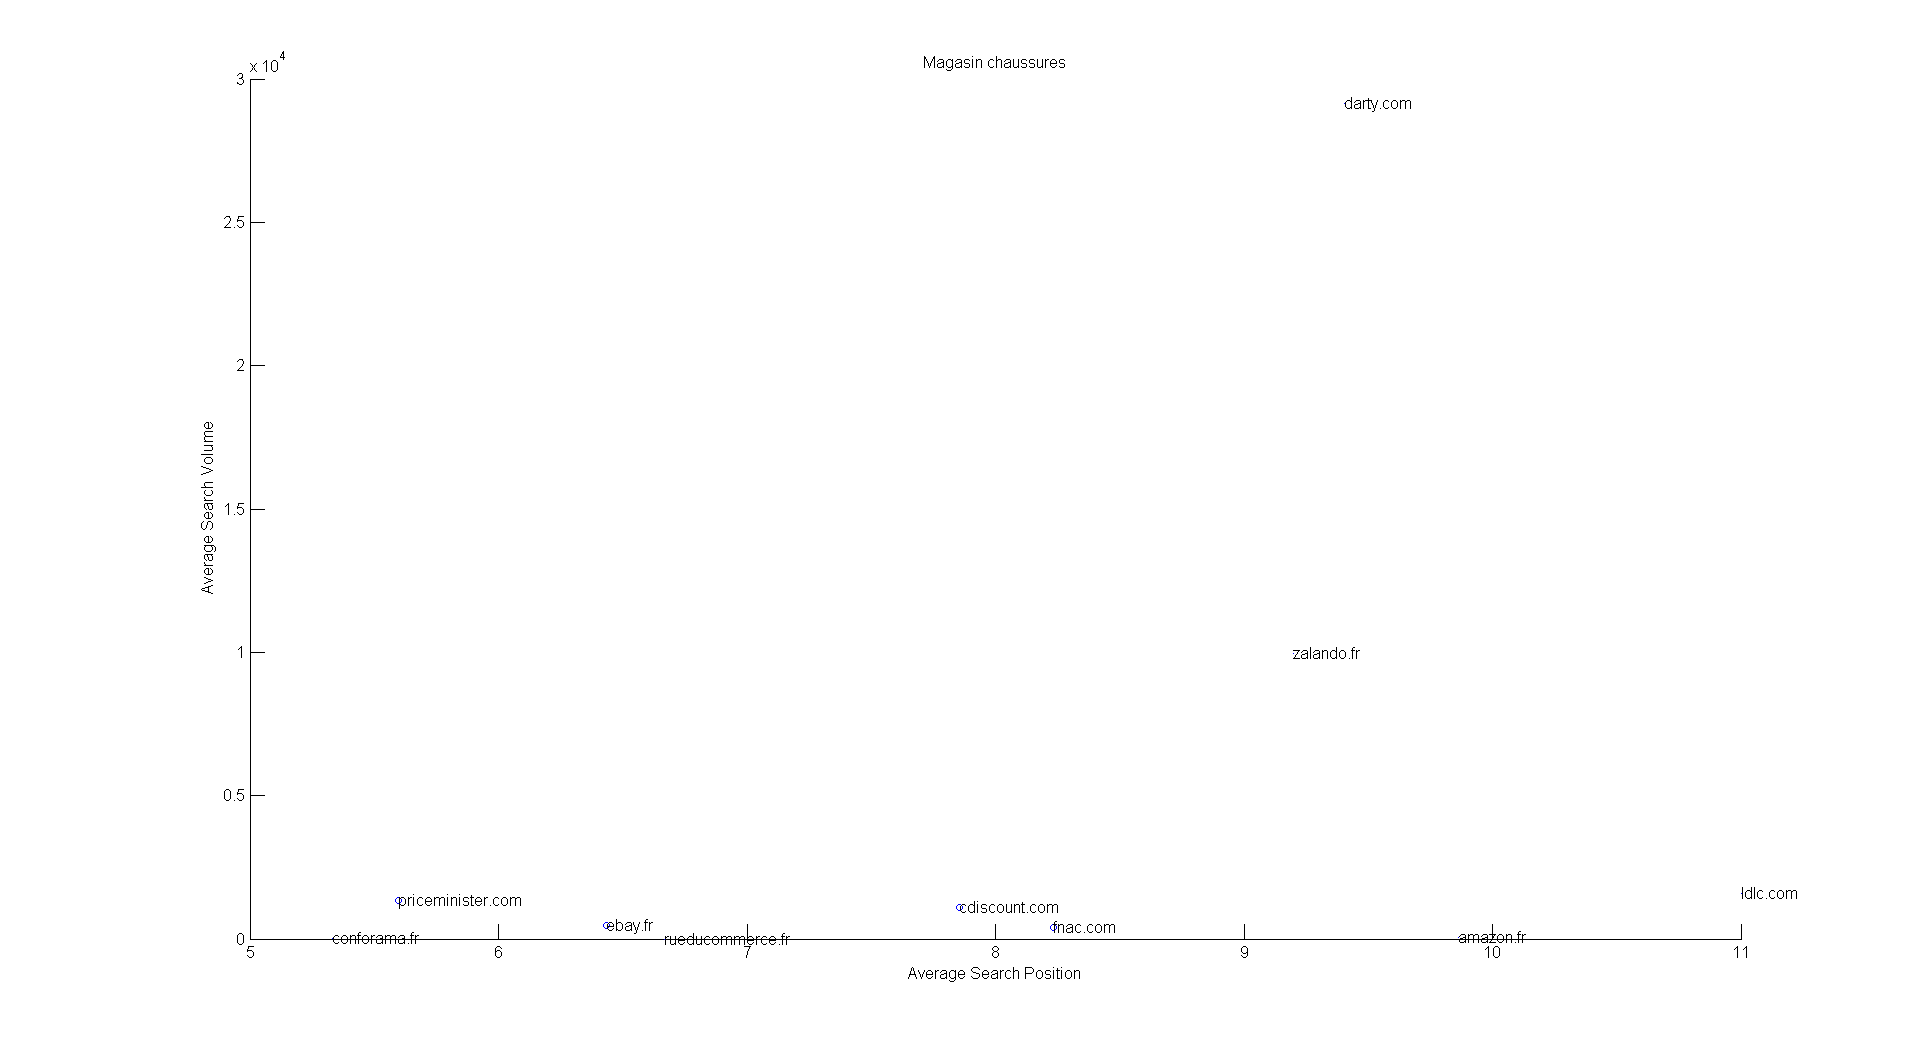 Magasin chaussures
x 10^4
3
2.5
2
1.5
1
0.5
0
Average Search Volume
darty.com
zalando.fr
priceminister.com
ebay.fr
conforama.fr
rueducommerce.fr
cdiscount.com
fnac.com
amazon.fr
ldlc.com
5 6 7 8 9 10 11
Average Search Position